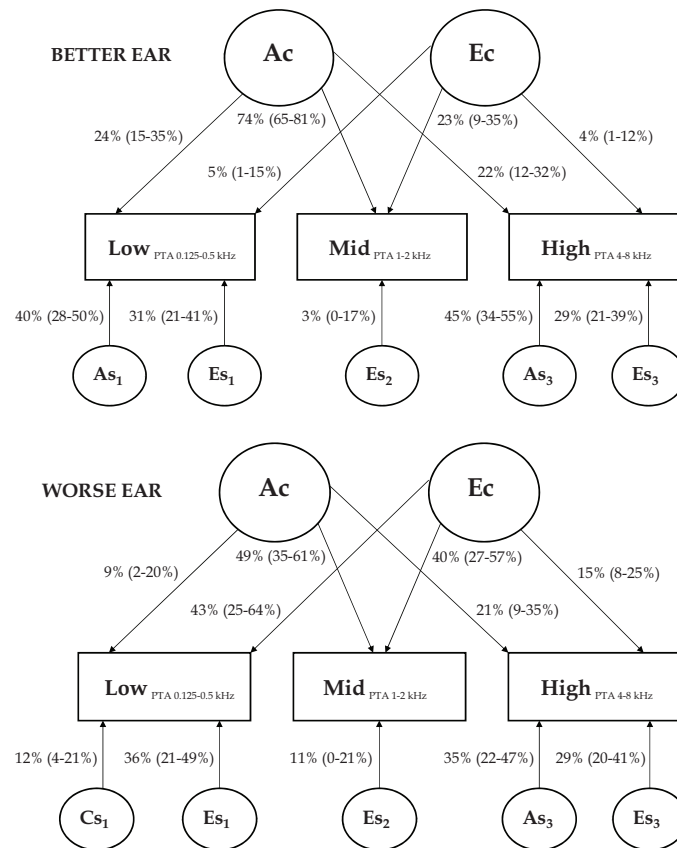 Ac Ec
BETTER EAR
24% (15-35%) 74% (65-81%) 23% (9-35%) 4% (1-12%)
5% (1-15%) 22% (12-32%)
Low PTA 0.125-0.5 kHz Mid PTA 1-2 kHz High PTA 4-8 kHz
40% (28-50%) 31% (21-41%) 3% (0-17%) 45% (34-55%) 29% (21-39%)
As1 Es1 Es2 As3 Es3
Ac Ec
WORSE EAR
9% (2-20%) 49% (35-61%) 40% (27-57%) 15% (8-25%)
43% (25-64%) 21% (9-35%)
Low PTA 0.125-0.5 kHz Mid PTA 1-2 kHz High PTA 4-8 kHz
12% (4-21%) 36% (21-49%) 11% (0-21%) 35% (22-47%) 29% (20-41%)
Cs1 Es1 Es2 As3 Es3